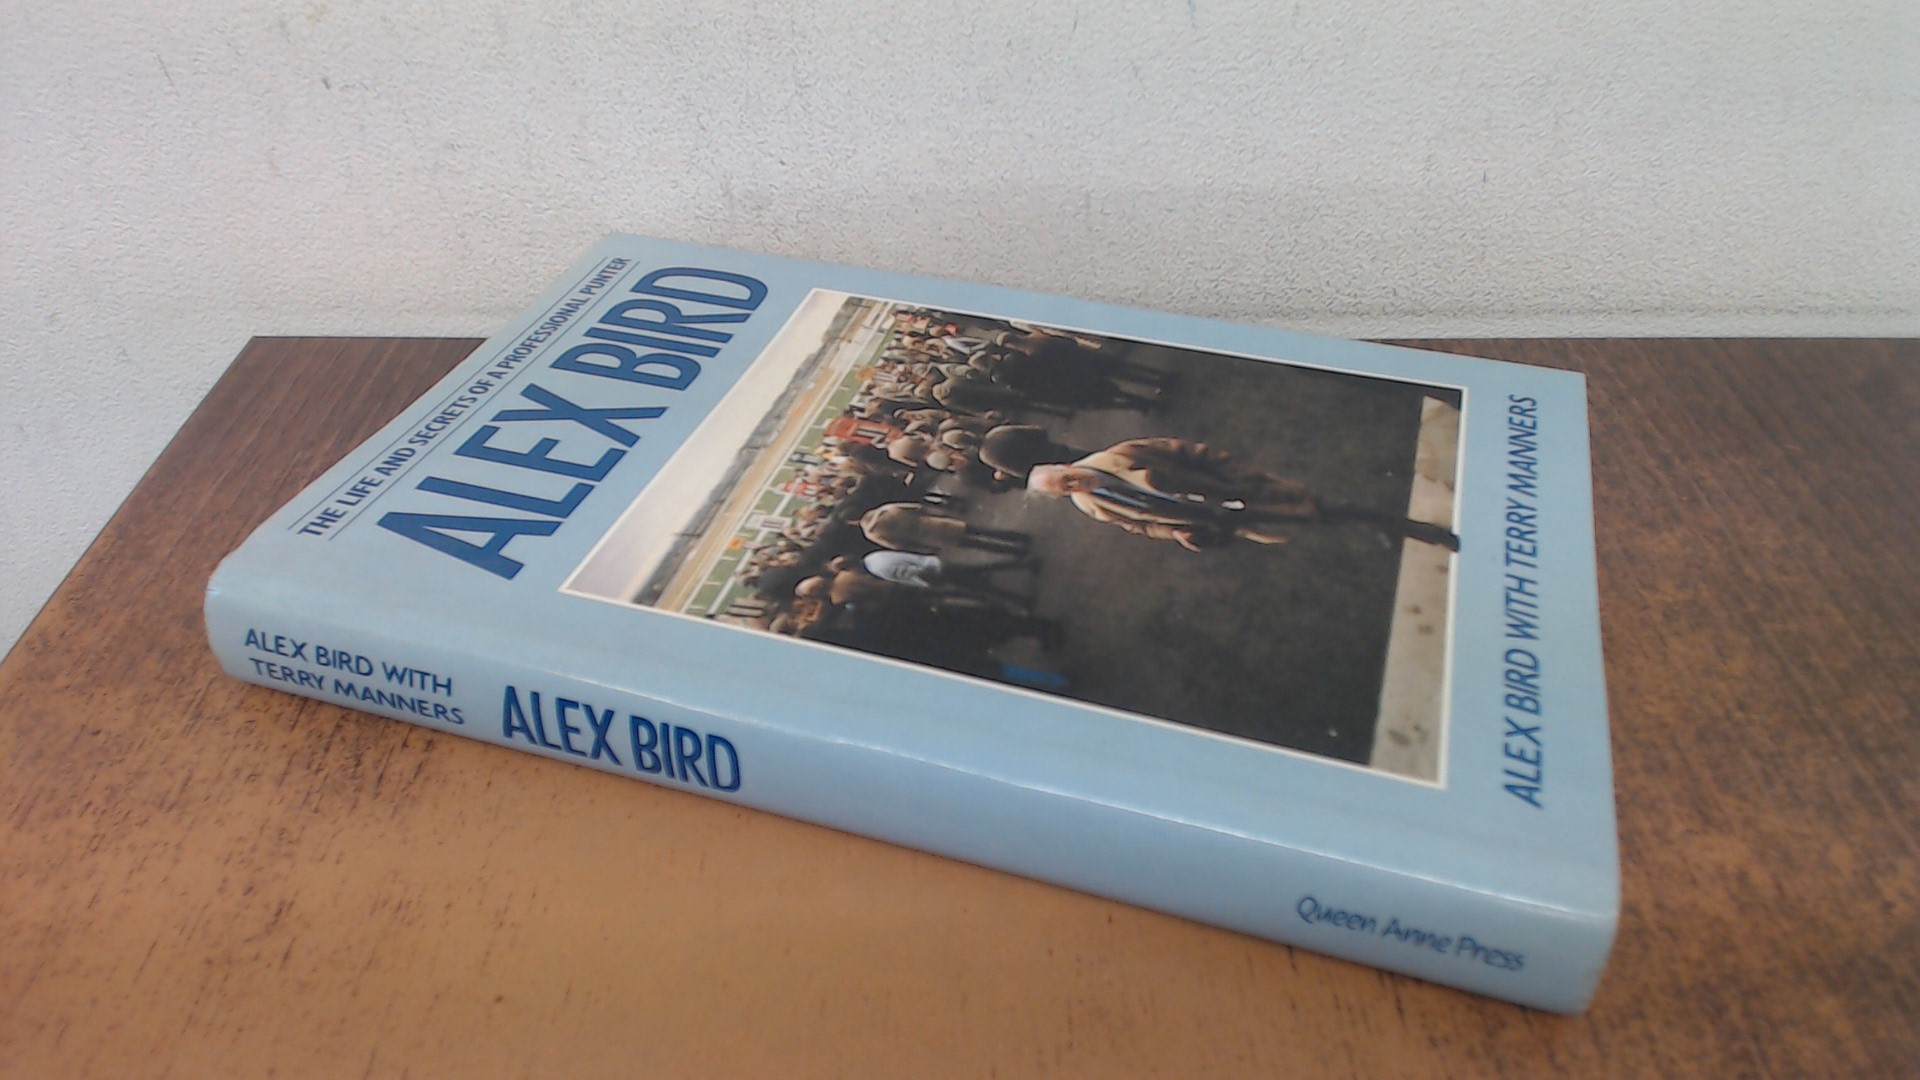 THE LIFE AND SECRETS OF A PROFESSIONAL PUNTER
ALEX BIRD
ALEX BIRD WITH TERRY MANNERS
ALEX BIRD WITH
TERRY MANNERS
ALEX BIRD
Queen Anne Press